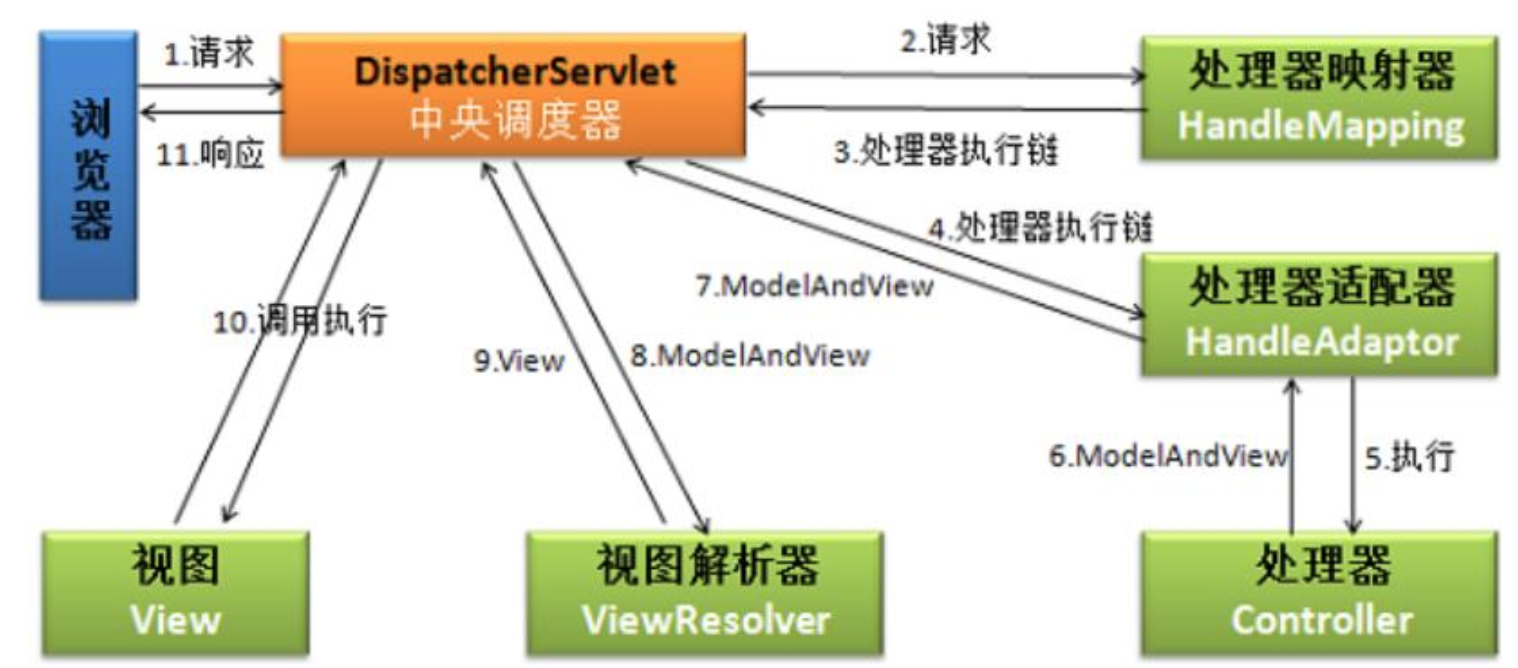 1.请求
DispatcherServlet
中央调度器
2.请求
处理器映射器
HandleMapping
浏览器
11.响应
3.处理器执行链
4.处理器执行链
7.ModelAndView
处理器适配器
HandleAdaptor
10.调用执行
9.View
8.ModelAndView
6.ModelAndView
5.执行
视图
View
视图解析器
ViewResolver
处理器
Controller